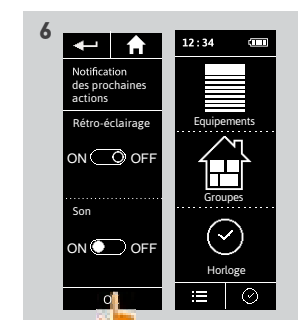 6
12:34
Notification
des prochaines
actions
Rétro-éclairage
ON OFF
Son
ON OFF
Equipements
Groupes
Horloge